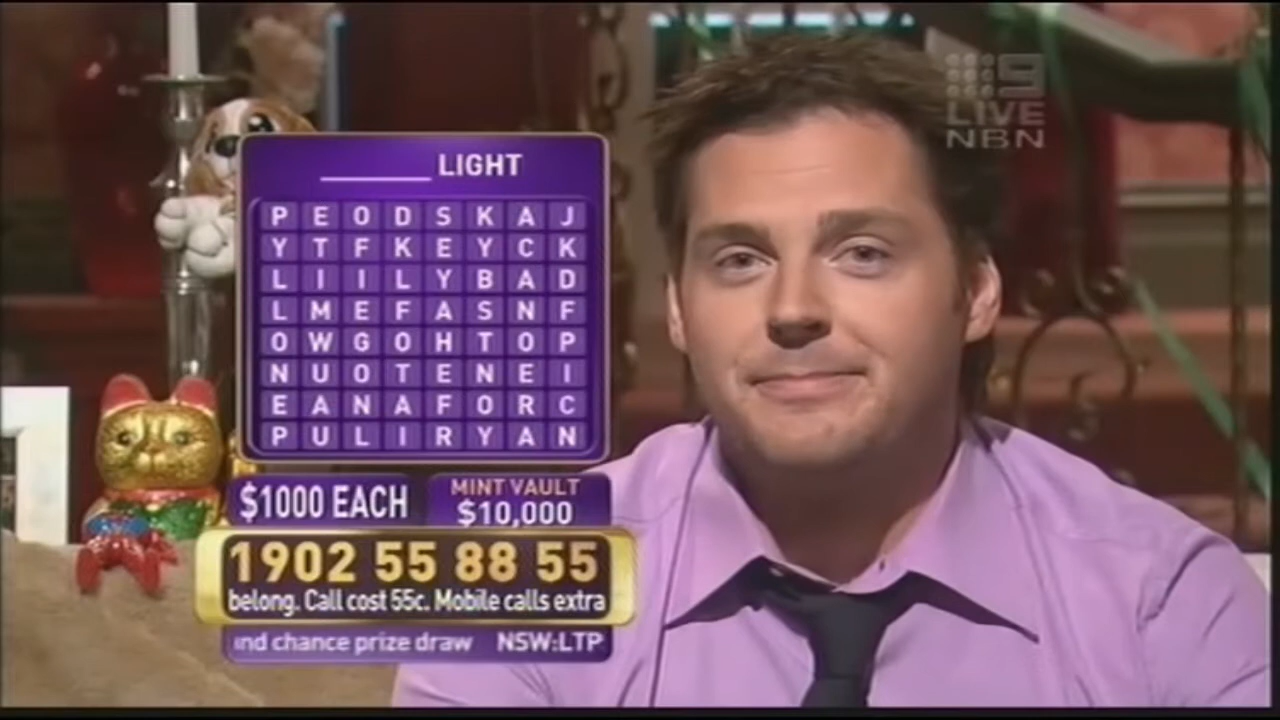 9
LIVE
NBN
______ LIGHT
P E O D S K A J
Y T F K E Y C K
L I I L Y B A D
L M E F A S N F
O W G O H T O P
N U O T E N E I
E A N A F O R C
P U L I R Y A N
$1000 EACH
MINT VAULT
$10,000
1902 55 88 55
belong. Call cost 55c. Mobile calls extra
nd chance prize draw NSW:LTP